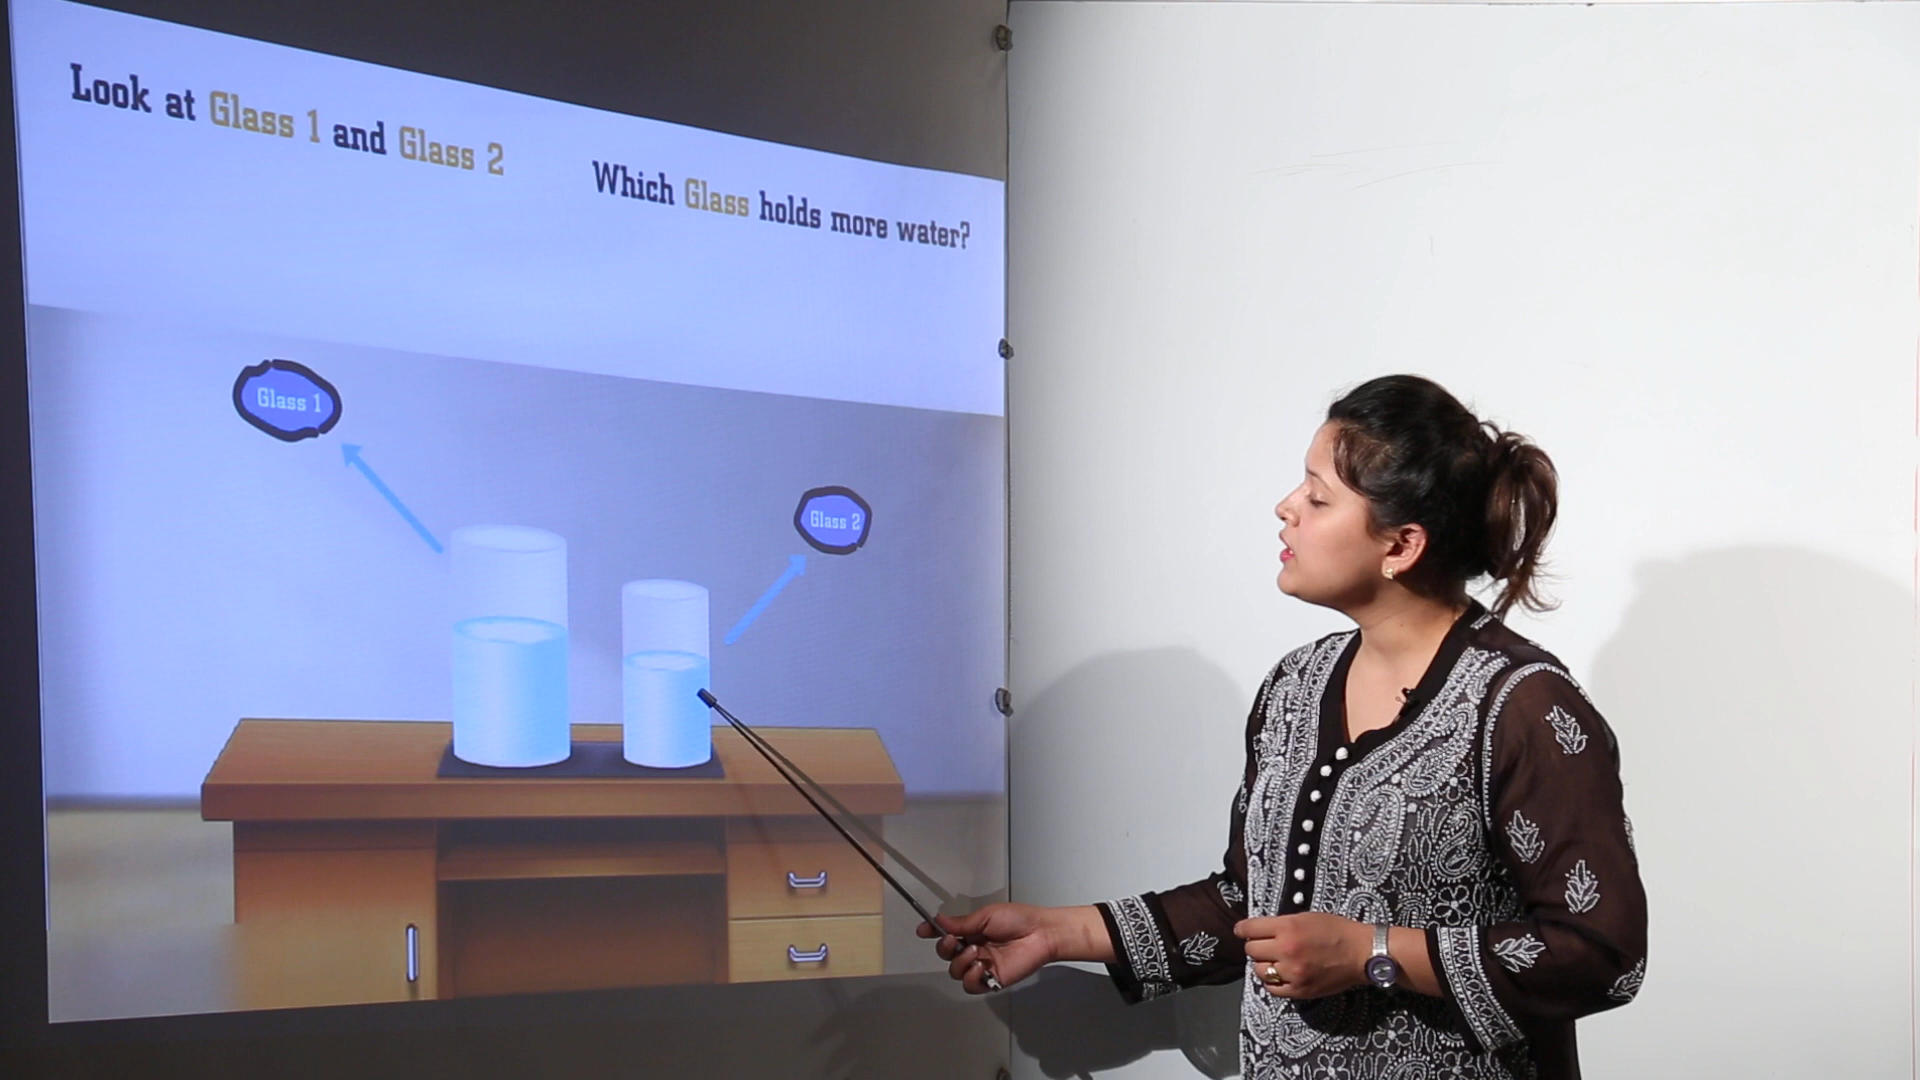 Look at Glass 1 and Glass 2
Which Glass holds more water?
Glass 1
Glass 2